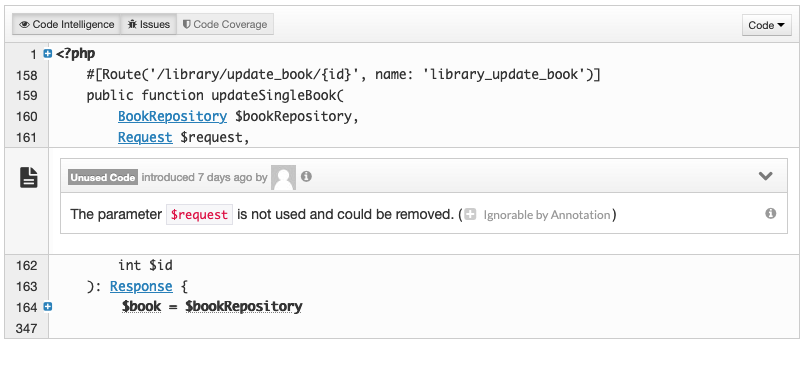 Code Intelligence Issues Code Coverage Code
1 <?php
158 #[Route('/library/update_book/{id}', name: 'library_update_book')]
159 public function updateSingleBook(
160 BookRepository $bookRepository,
161 Request $request,
Unused Code introduced 7 days ago by
The parameter $request is not used and could be removed. ( Ignorable by Annotation)
162 int $id
163 ): Response {
164 $book = $bookRepository
347